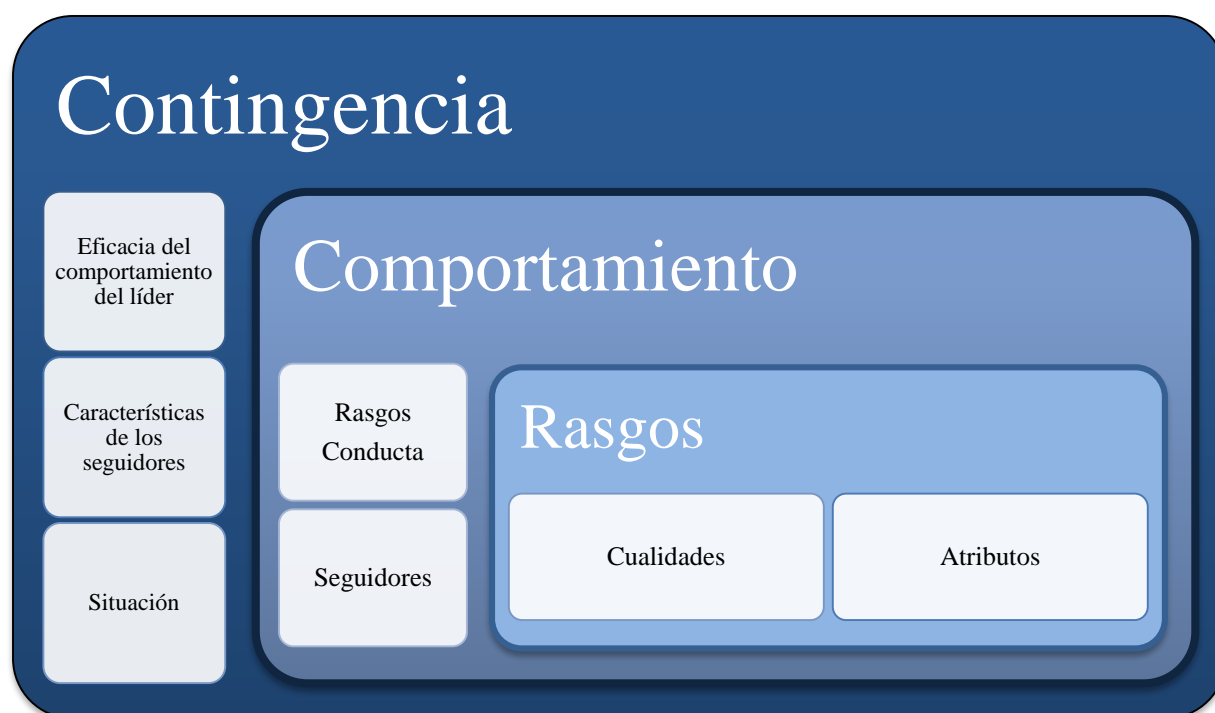 Contingencia
Eficacia del
comportamiento
del líder
Características
de los
seguidores
Situación
Comportamiento
Rasgos
Conducta
Seguidores
Rasgos
Cualidades
Atributos